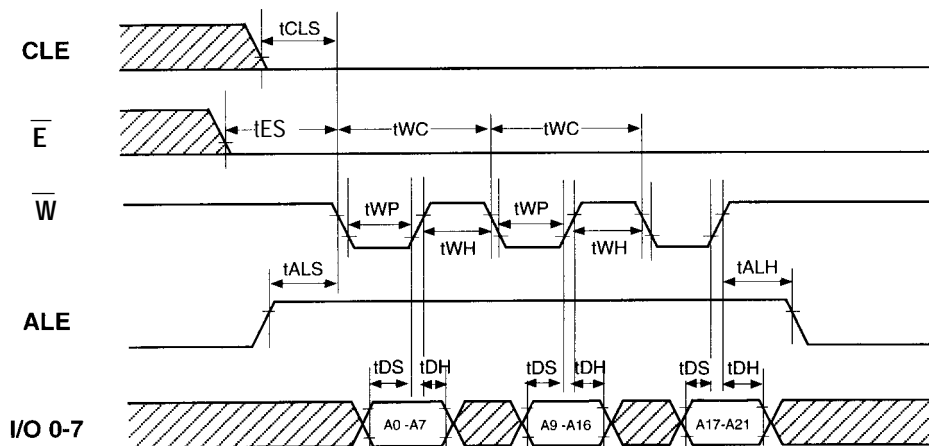 CLE
tCLS
E
tES
tWC
tWC
W
tWP
tWP
tWH
tWH
tALS
tALH
ALE
tDS
tDH
tDS
tDH
tDS
tDH
I/O 0-7
A0 -A7
A9 -A16
A17-A21